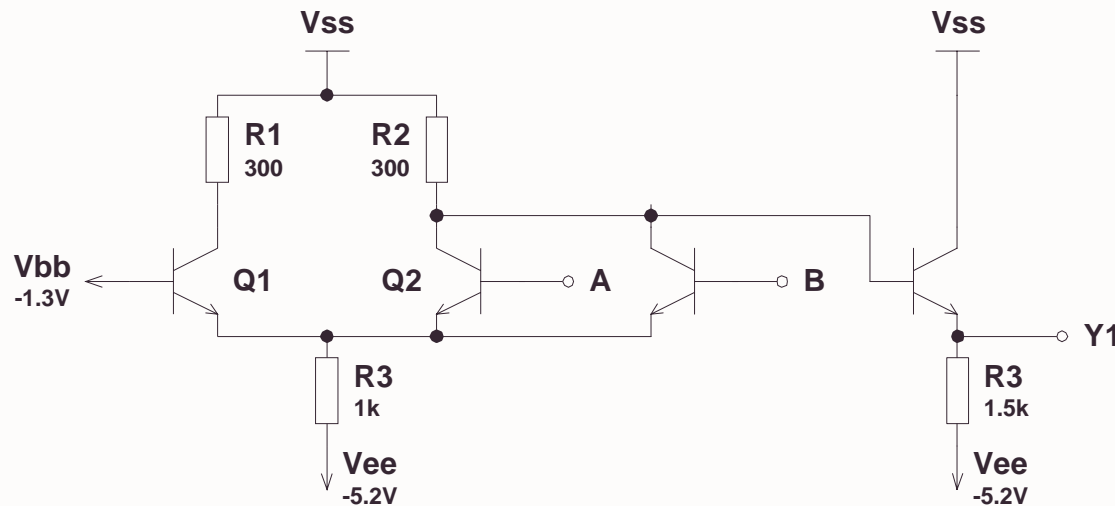 Vss
Vss
R1
300
R2
300
Vbb
-1.3V
Q1
Q2
A
B
Y1
R3
1k
R3
1.5k
Vee
-5.2V
Vee
-5.2V